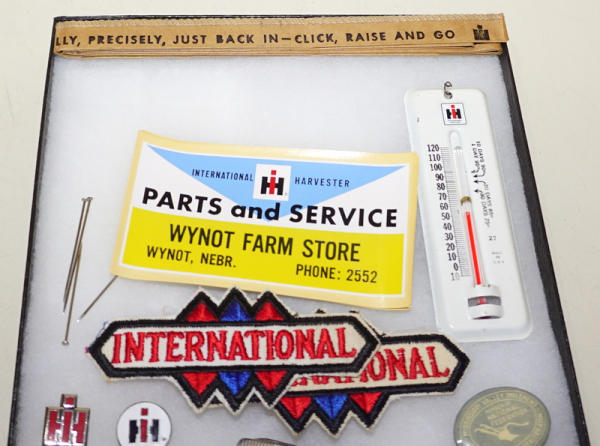 LLY, PRECISELY, JUST BACK IN—CLICK, RAISE AND GO
INTERNATIONAL HARVESTER
PARTS and SERVICE
WYNOT FARM STORE
WYNOT, NEBR.
PHONE: 2552
120
110
100
90
80
70
60
50
40
30
20
10
INTERNATIONAL
NATIONAL